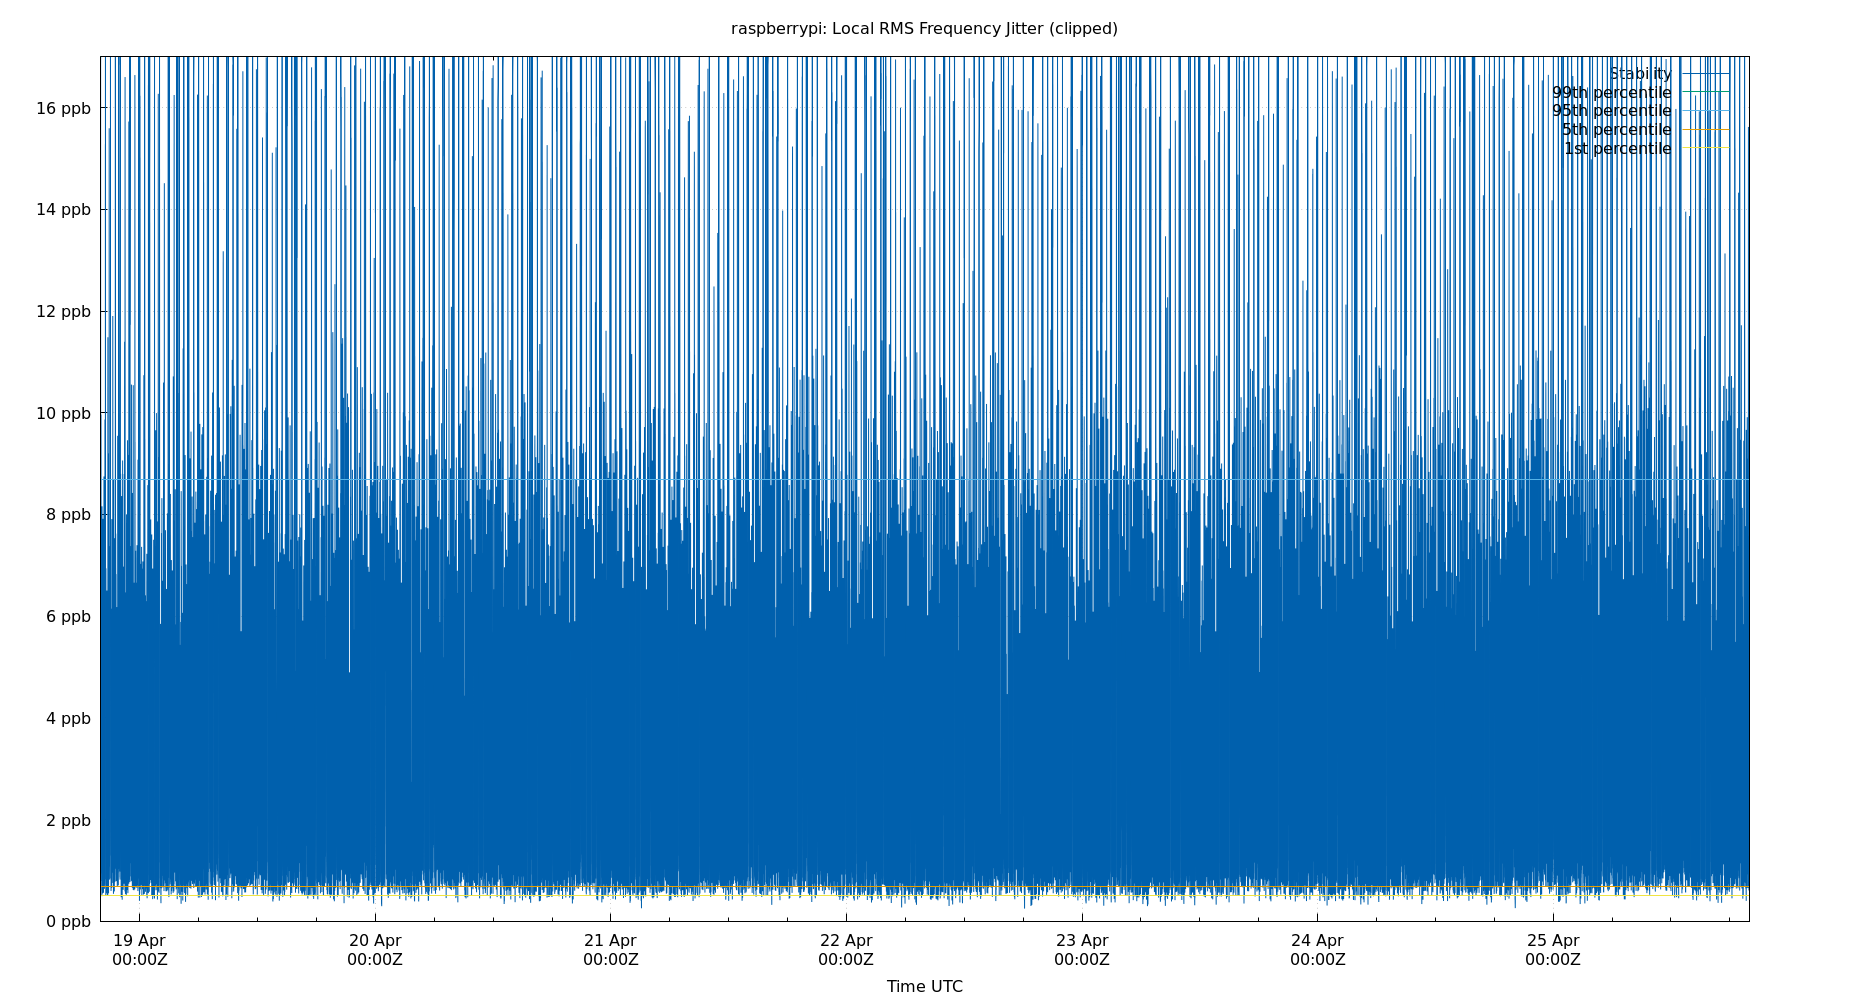 raspberrypi: Local RMS Frequency Jitter (clipped)
Stability
99th percentile
95th percentile
5th percentile
1st percentile
16 ppb
14 ppb
12 ppb
10 ppb
8 ppb
6 ppb
4 ppb
2 ppb
0 ppb
19 Apr 20 Apr 21 Apr 22 Apr 23 Apr 24 Apr 25 Apr
00:00Z 00:00Z 00:00Z 00:00Z 00:00Z 00:00Z 00:00Z
Time UTC